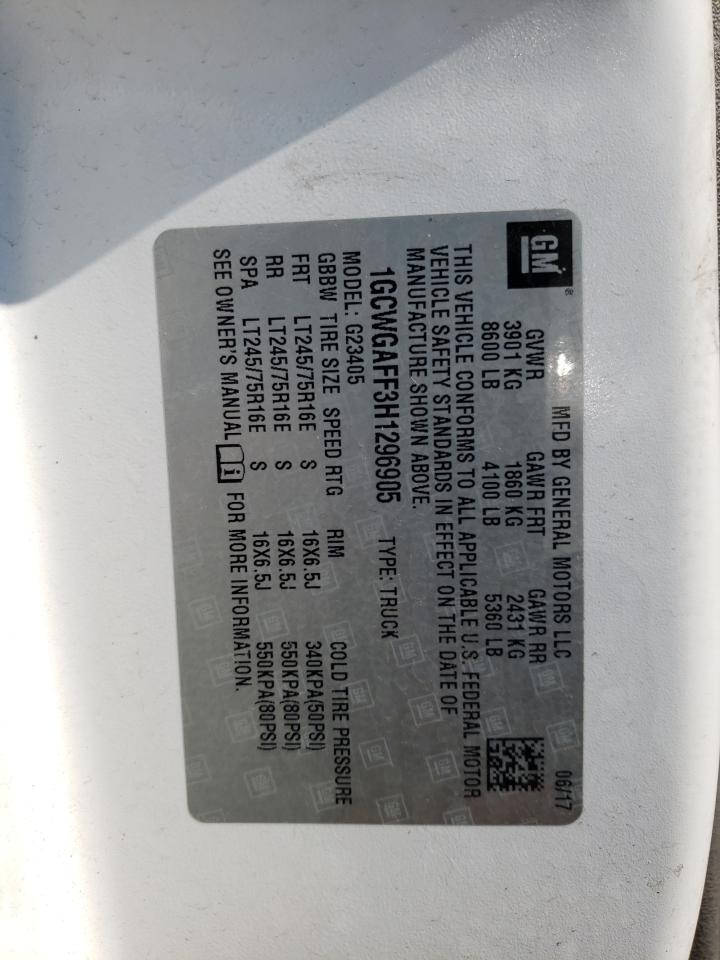 GM ®
MFD BY GENERAL MOTORS LLC 06/17
GVWR GAWR FRT GAWR RR
3901 KG 1860 KG 2431 KG
8600 LB 4100 LB 5360 LB
THIS VEHICLE CONFORMS TO ALL APPLICABLE U.S. FEDERAL MOTOR
VEHICLE SAFETY STANDARDS IN EFFECT ON THE DATE OF
MANUFACTURE SHOWN ABOVE.
1GCWGAFF3H1296905 TYPE: TRUCK
MODEL: G23405
GBBW TIRE SIZE SPEED RTG RIM COLD TIRE PRESSURE
FRT LT245/75R16E S 16X6.5J 340KPA(50PSI)
RR LT245/75R16E S 16X6.5J 550KPA(80PSI)
SPA LT245/75R16E S 16X6.5J 550KPA(80PSI)
SEE OWNER'S MANUAL i FOR MORE INFORMATION.